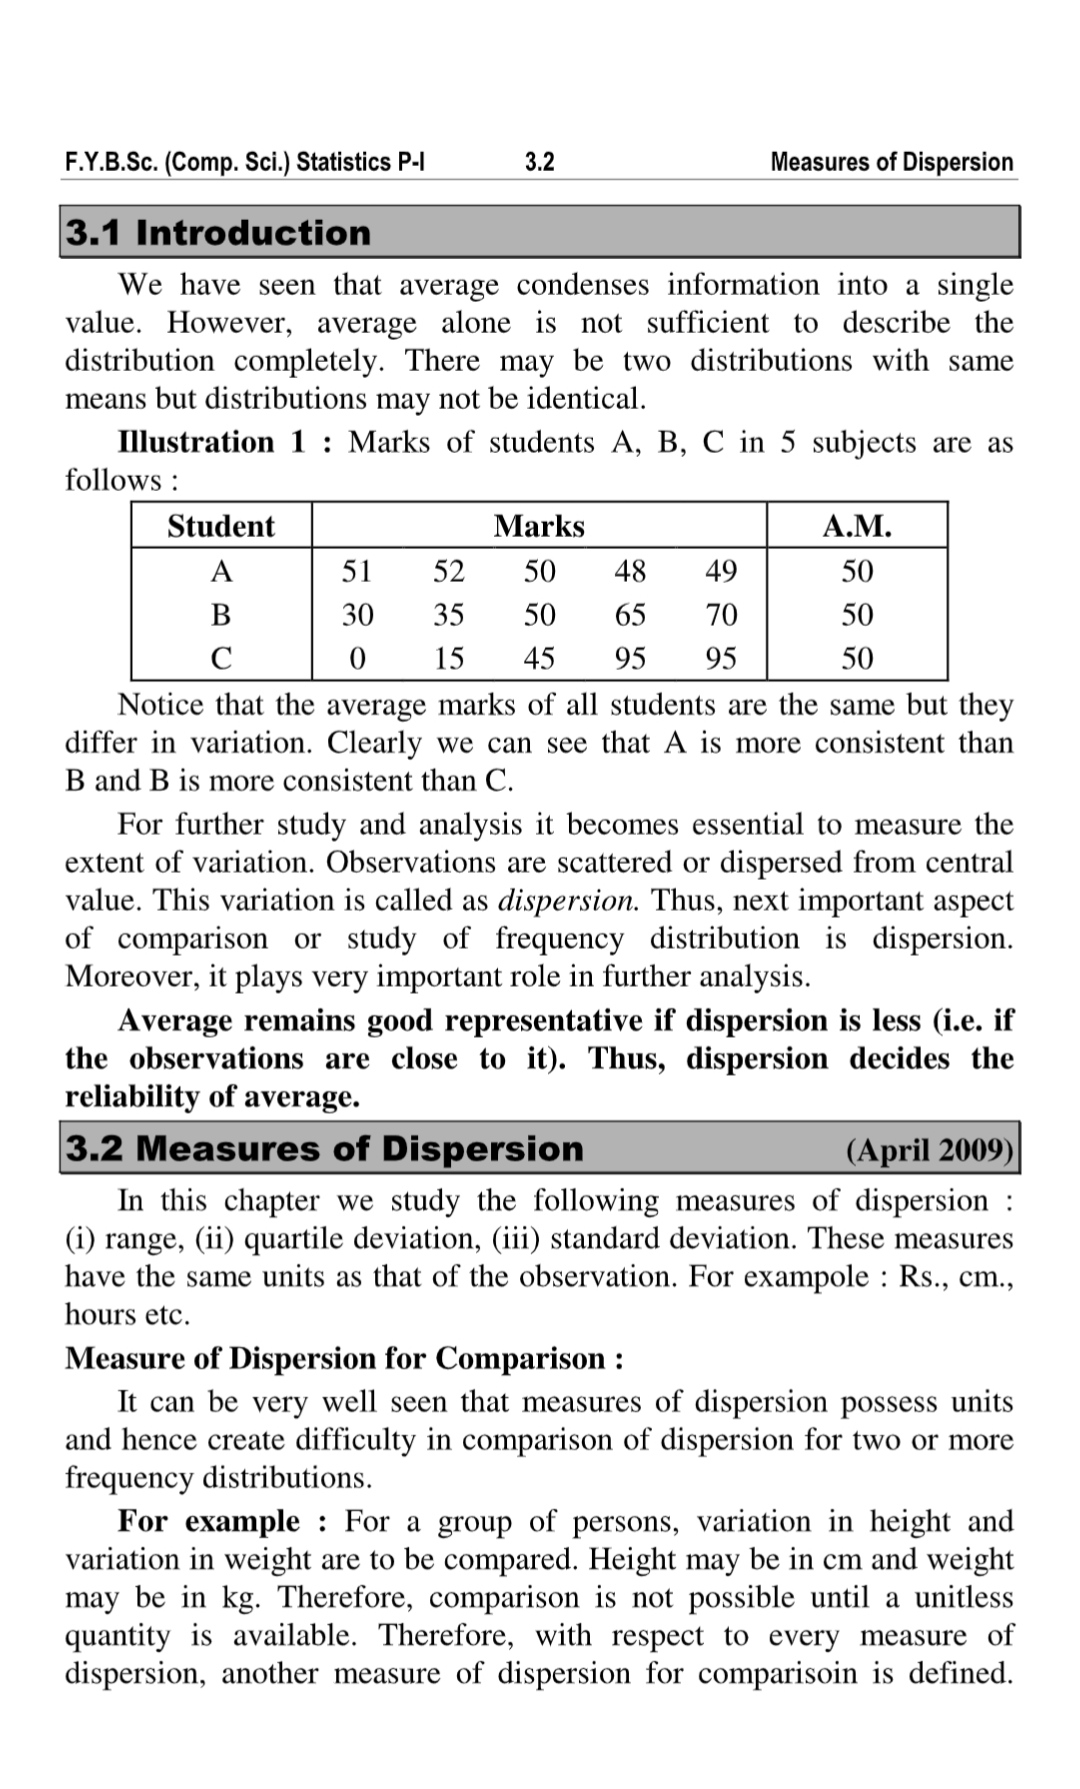 F.Y.B.Sc. (Comp. Sci.) Statistics P-I 3.2 Measures of Dispersion
3.1 Introduction
We have seen that average condenses information into a single
value. However, average alone is not sufficient to describe the
distribution completely. There may be two distributions with same
means but distributions may not be identical.
Illustration 1 : Marks of students A, B, C in 5 subjects are as
follows :
Student Marks A.M.
A 51 52 50 48 49 50
B 30 35 50 65 70 50
C 0 15 45 95 95 50
Notice that the average marks of all students are the same but they
differ in variation. Clearly we can see that A is more consistent than
B and B is more consistent than C.
For further study and analysis it becomes essential to measure the
extent of variation. Observations are scattered or dispersed from central
value. This variation is called as dispersion. Thus, next important aspect
of comparison or study of frequency distribution is dispersion.
Moreover, it plays very important role in further analysis.
Average remains good representative if dispersion is less (i.e. if
the observations are close to it). Thus, dispersion decides the
reliability of average.
3.2 Measures of Dispersion (April 2009)
In this chapter we study the following measures of dispersion :
(i) range, (ii) quartile deviation, (iii) standard deviation. These measures
have the same units as that of the observation. For exampole : Rs., cm.,
hours etc.
Measure of Dispersion for Comparison :
It can be very well seen that measures of dispersion possess units
and hence create difficulty in comparison of dispersion for two or more
frequency distributions.
For example : For a group of persons, variation in height and
variation in weight are to be compared. Height may be in cm and weight
may be in kg. Therefore, comparison is not possible until a unitless
quantity is available. Therefore, with respect to every measure of
dispersion, another measure of dispersion for comparisoin is defined.